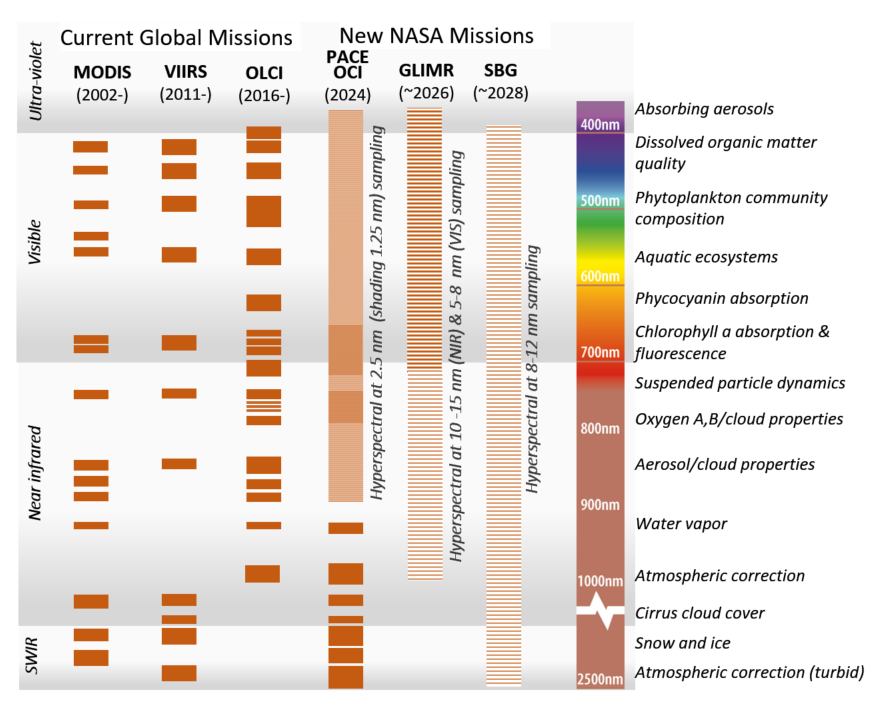 Current Global Missions
New NASA Missions
MODIS
(2002-)
VIIRS
(2011-)
OLCI
(2016-)
PACE
OCI
(2024)
GLIMR
(~2026)
SBG
(~2028)
Ultra-violet
Visible
Near infrared
SWIR
Hyperspectral at 2.5 nm (shading 1.25 nm) sampling
Hyperspectral at 10 -15 nm (NIR) & 5-8 nm (VIS) sampling
Hyperspectral at 8-12 nm sampling
400nm
500nm
600nm
700nm
800nm
900nm
1000nm
2500nm
Absorbing aerosols
Dissolved organic matter
quality
Phytoplankton community
composition
Aquatic ecosystems
Phycocyanin absorption
Chlorophyll a absorption &
fluorescence
Suspended particle dynamics
Oxygen A,B/cloud properties
Aerosol/cloud properties
Water vapor
Atmospheric correction
Cirrus cloud cover
Snow and ice
Atmospheric correction (turbid)